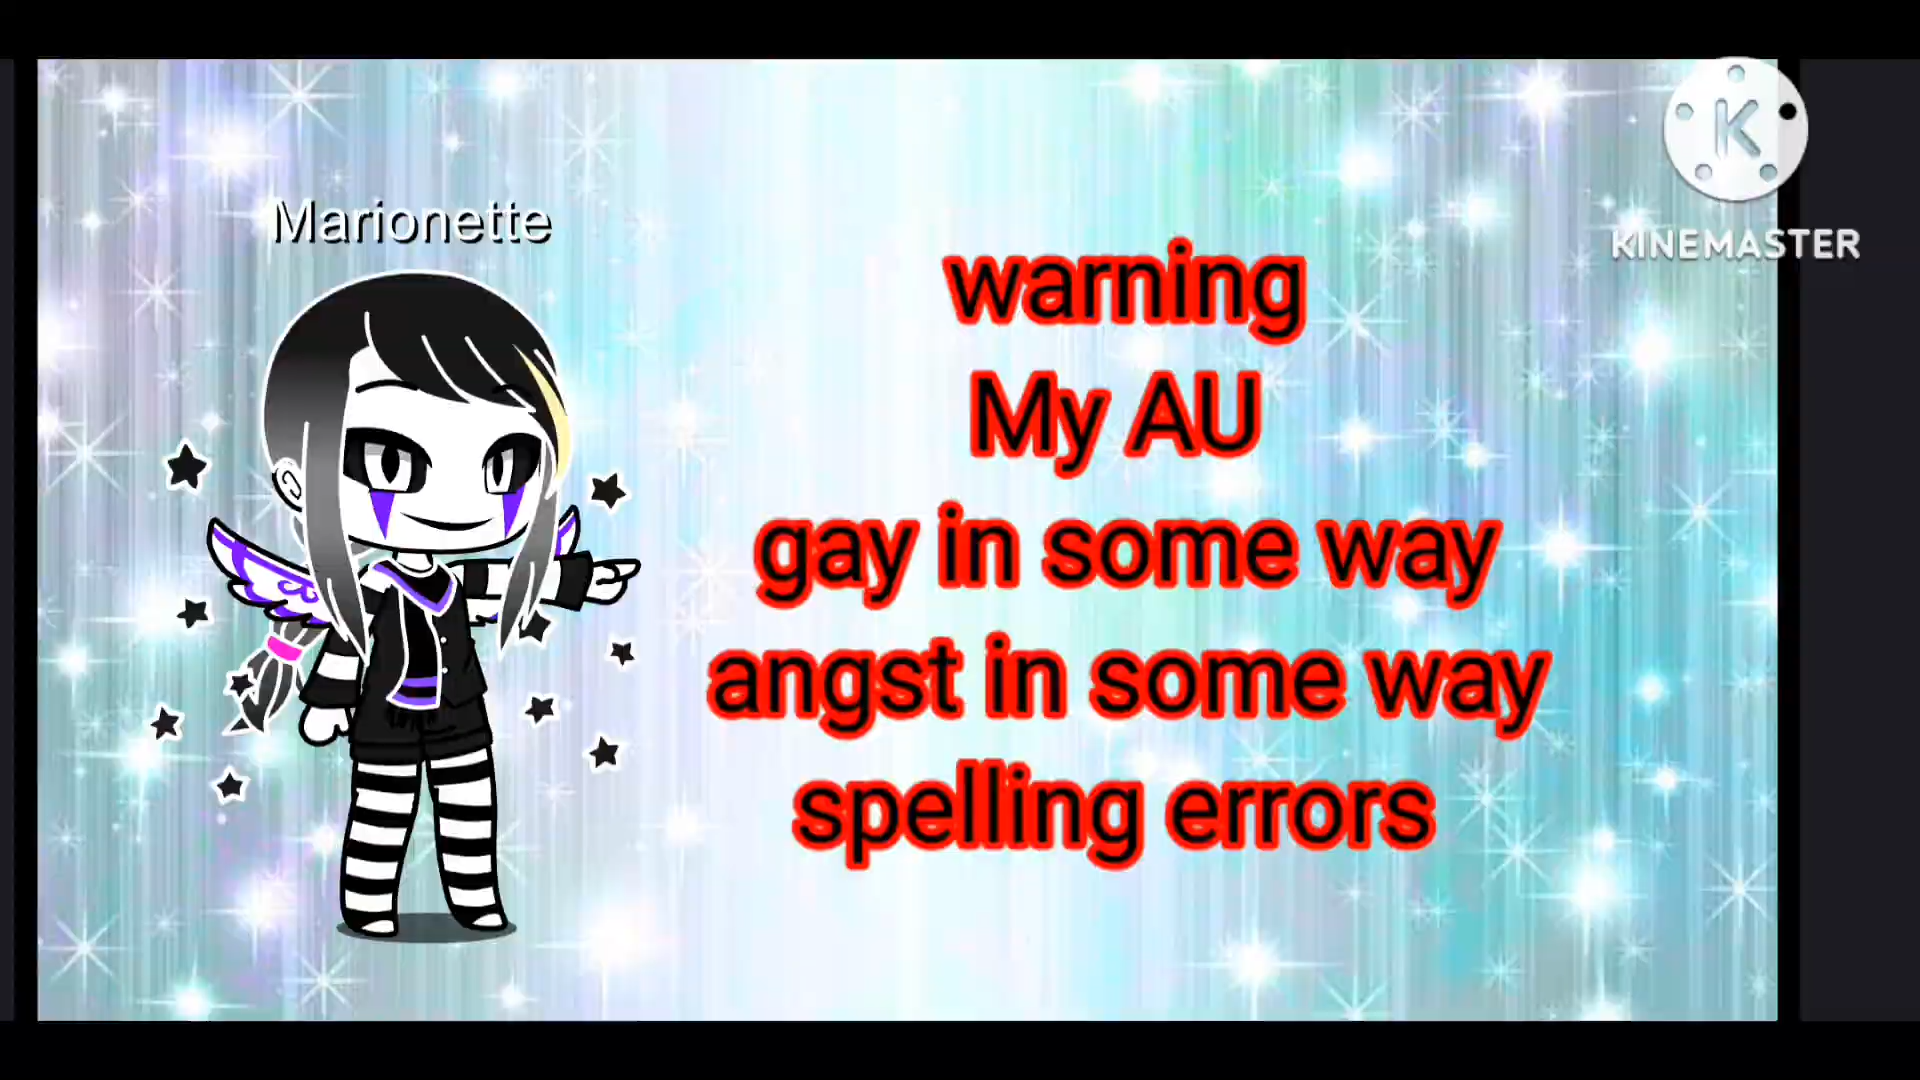 Marionette
K
KINEMASTER
warning
My AU
gay in some way
angst in some way
spelling errors